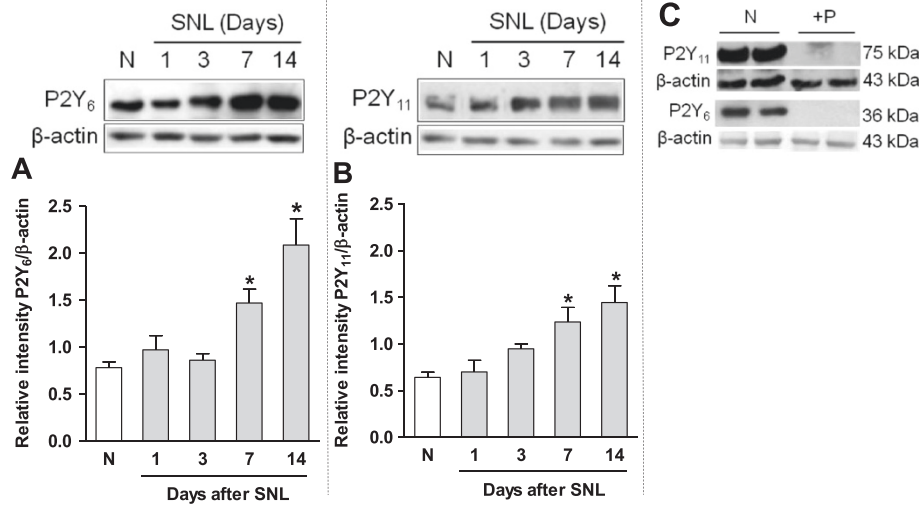 SNL (Days)
N 1 3 7 14
P2Y6
β-actin
A
Relative intensity P2Y6/β-actin
2.5
2.0
1.5
1.0
0.5
0.0
* *
N 1 3 7 14
Days after SNL
SNL (Days)
N 1 3 7 14
P2Y11
β-actin
B
Relative intensity P2Y11/β-actin
2.5
2.0
1.5
1.0
0.5
0.0
* *
N 1 3 7 14
Days after SNL
C
N +P
P2Y11 75 kDa
β-actin 43 kDa
P2Y6 36 kDa
β-actin 43 kDa